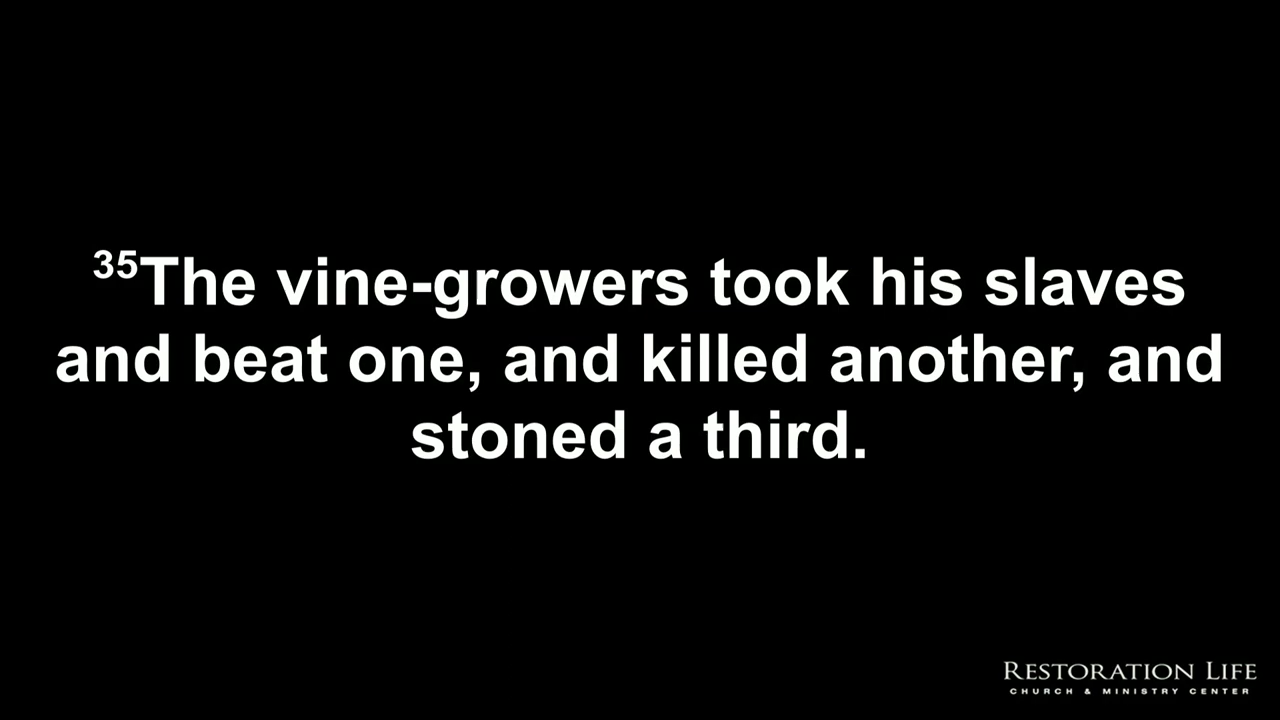 35The vine-growers took his slaves
and beat one, and killed another, and
stoned a third.
RESTORATION LIFE
CHURCH & MINISTRY CENTER